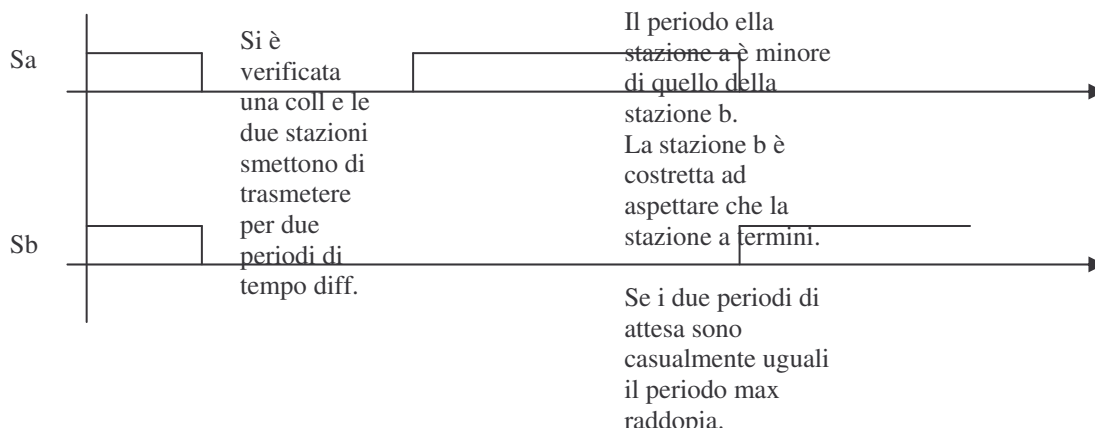 Sa
Si è
verificata
una coll e le
due stazioni
smettono di
trasmetere
per due
periodi di
tempo diff.
Il periodo ella
stazione a è minore
di quello della
stazione b.
La stazione b è
costretta ad
aspettare che la
stazione a termini.
Sb
Se i due periodi di
attesa sono
casualmente uguali
il periodo max
raddopia.